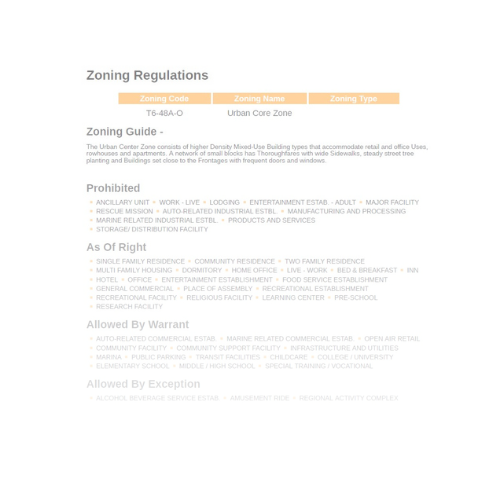 Zoning Regulations
Zoning Code Zoning Name Zoning Type
T6-48A-O Urban Core Zone
Zoning Guide -
The Urban Center Zone consists of higher Density Mixed-Use Building types that accommodate retail and office Uses,
rowhouses and apartments. A network of small blocks has Thoroughfares with wide Sidewalks, steady street tree
planting and Buildings set close to the Frontages with frequent doors and windows.
Prohibited
ANCILLARY UNIT WORK - LIVE LODGING ENTERTAINMENT ESTAB. - ADULT MAJOR FACILITY
RESCUE MISSION AUTO-RELATED INDUSTRIAL ESTBL. MANUFACTURING AND PROCESSING
MARINE RELATED INDUSTRIAL ESTBL. PRODUCTS AND SERVICES
STORAGE/ DISTRIBUTION FACILITY
As Of Right
SINGLE FAMILY RESIDENCE COMMUNITY RESIDENCE TWO FAMILY RESIDENCE
MULTI FAMILY HOUSING DORMITORY HOME OFFICE LIVE - WORK BED & BREAKFAST INN
HOTEL OFFICE ENTERTAINMENT ESTABLISHMENT FOOD SERVICE ESTABLISHMENT
GENERAL COMMERCIAL PLACE OF ASSEMBLY RECREATIONAL ESTABLISHMENT
RECREATIONAL FACILITY RELIGIOUS FACILITY LEARNING CENTER PRE-SCHOOL
RESEARCH FACILITY
Allowed By Warrant
AUTO-RELATED COMMERCIAL ESTAB. MARINE RELATED COMMERCIAL ESTAB. OPEN AIR RETAIL
COMMUNITY FACILITY COMMUNITY SUPPORT FACILITY INFRASTRUCTURE AND UTILITIES
MARINA PUBLIC PARKING TRANSIT FACILITIES CHILDCARE COLLEGE / UNIVERSITY
ELEMENTARY SCHOOL MIDDLE / HIGH SCHOOL SPECIAL TRAINING / VOCATIONAL
Allowed By Exception
ALCOHOL BEVERAGE SERVICE ESTAB. AMUSEMENT RIDE REGIONAL ACTIVITY COMPLEX